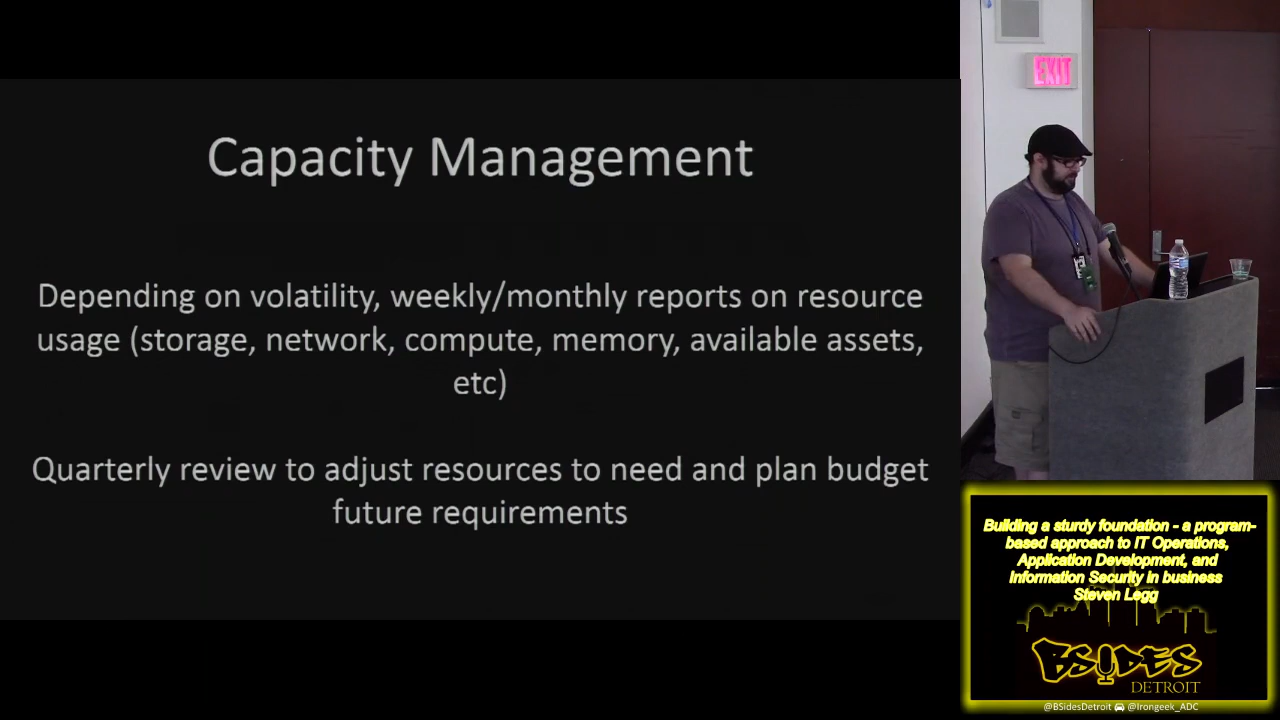 Capacity Management
Depending on volatility, weekly/monthly reports on resource
usage (storage, network, compute, memory, available assets,
etc)
Quarterly review to adjust resources to need and plan budget
future requirements
EXIT
Building a sturdy foundation - a program-
based approach to IT Operations,
Application Development, and
Information Security in business
Steven Legg
BSIDES
DETROIT
@BSidesDetroit @Irongeek_ADC